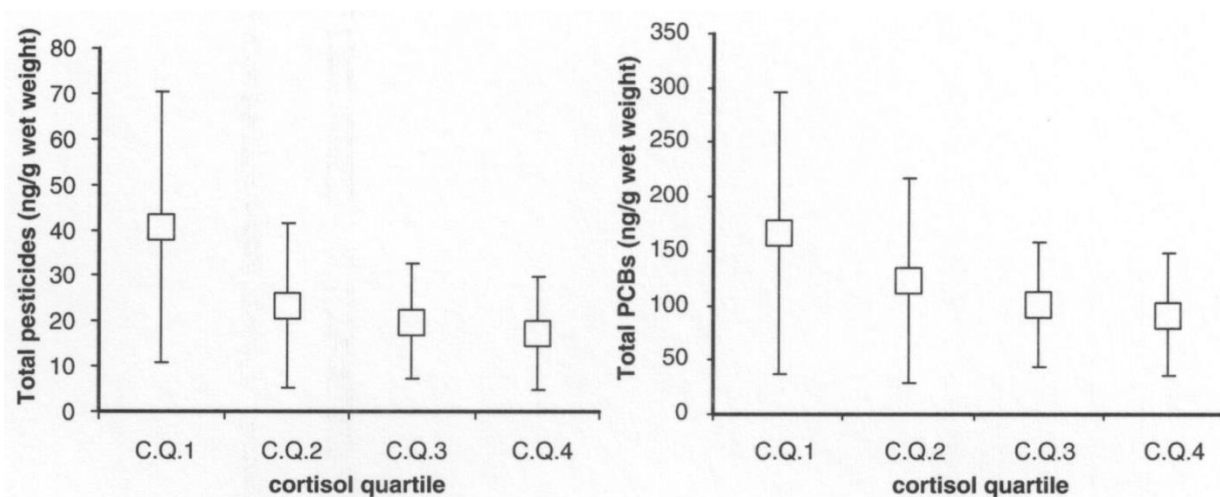 Total pesticides (ng/g wet weight)
80
70
60
50
40
30
20
10
0
C.Q.1 C.Q.2 C.Q.3 C.Q.4
cortisol quartile
Total PCBs (ng/g wet weight)
350
300
250
200
150
100
50
0
C.Q.1 C.Q.2 C.Q.3 C.Q.4
cortisol quartile